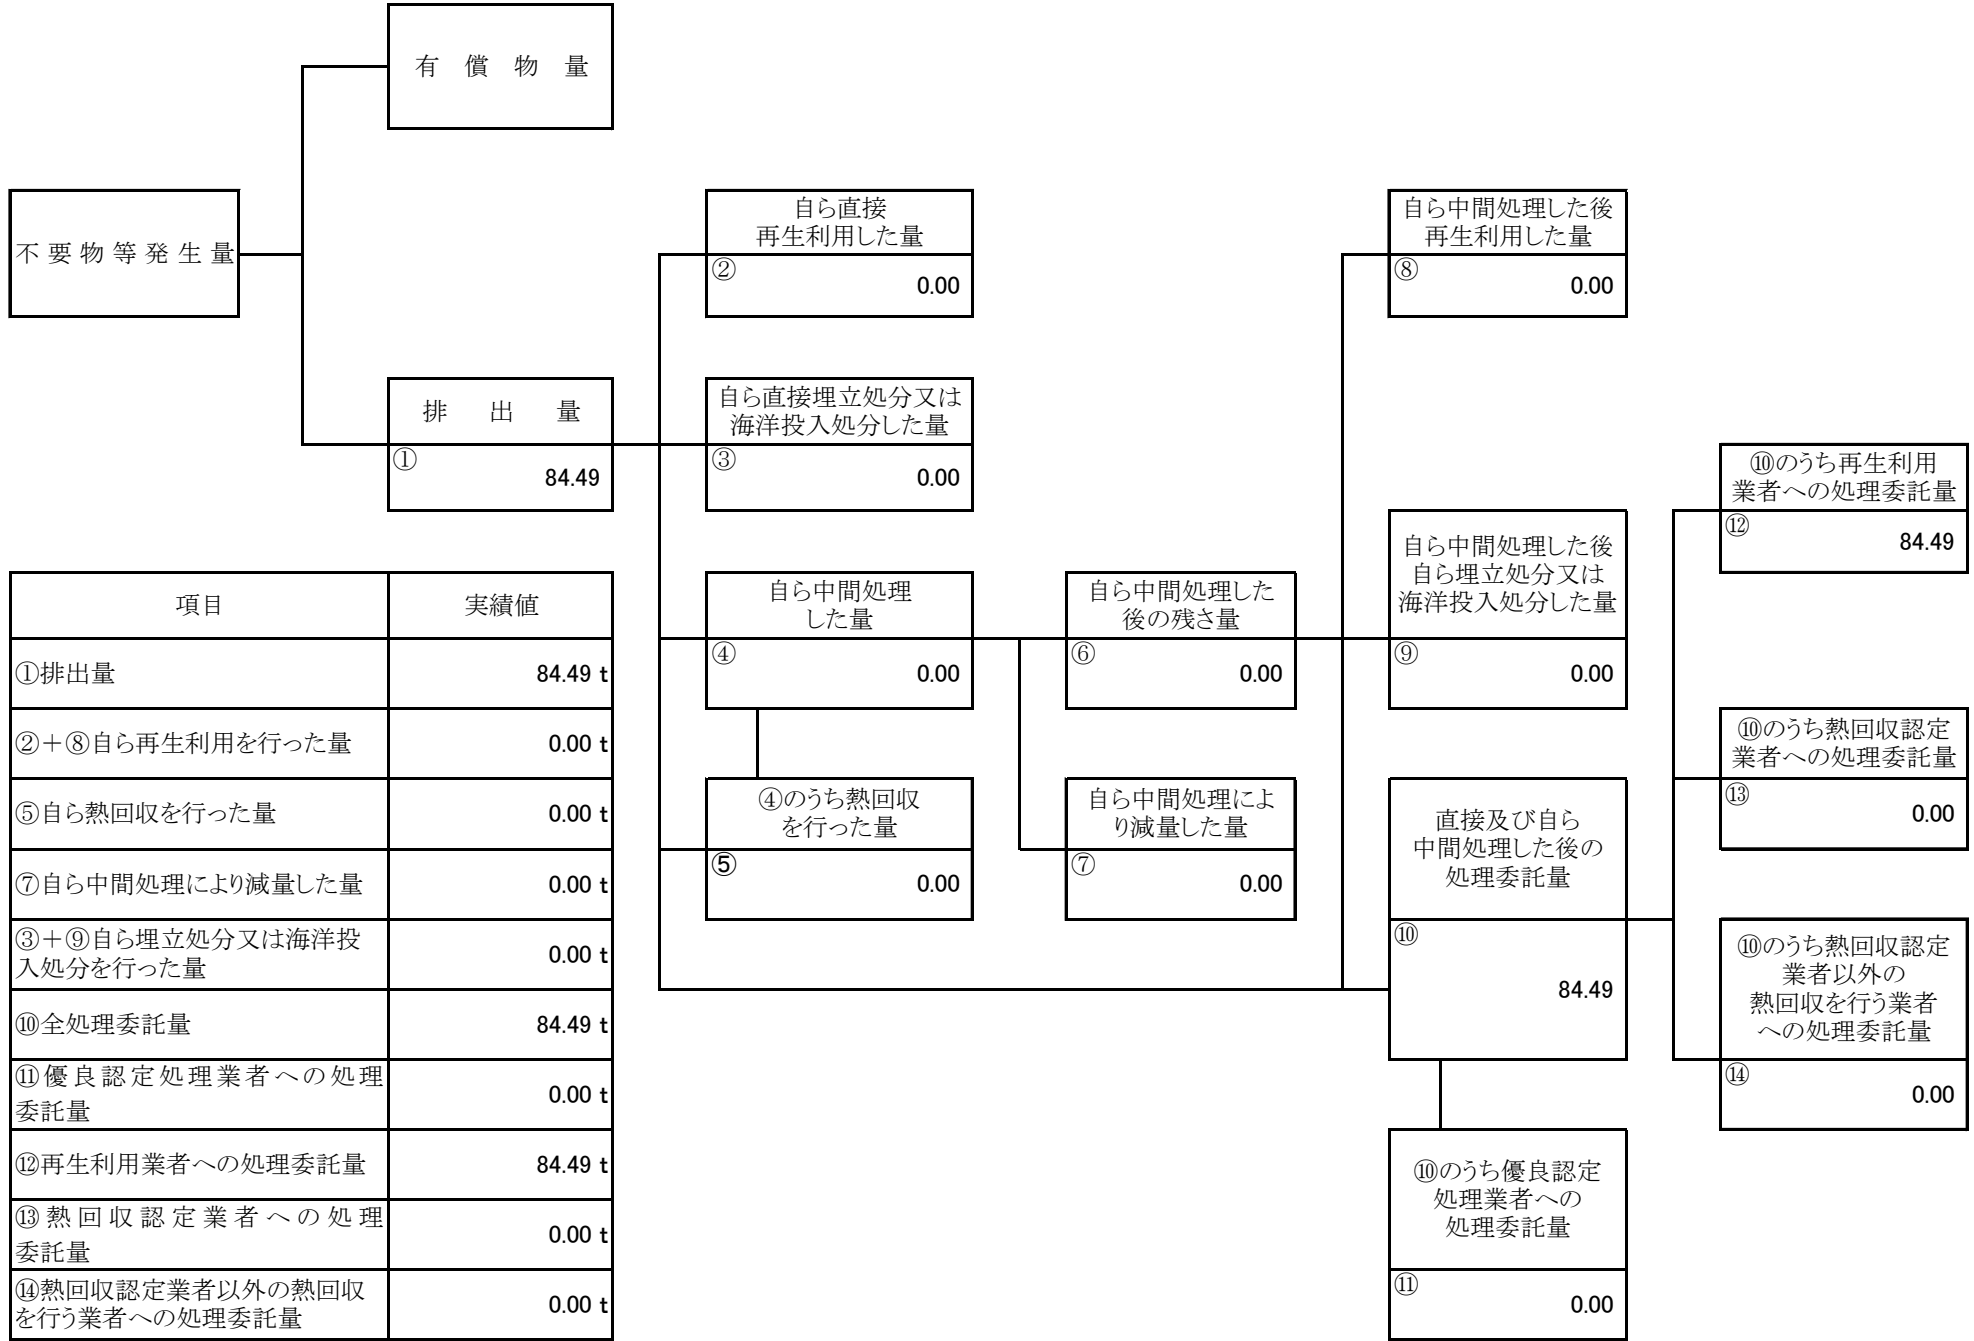 有償物量
不要物等発生量
自ら直接
再生利用した量
②
0.00
自ら中間処理した後
再生利用した量
⑧
0.00
排出量
①
84.49
自ら直接埋立処分又は
海洋投入処分した量
③
0.00
⑩のうち再生利用
業者への処理委託量
⑫
84.49
自ら中間処理
した量
④
0.00
自ら中間処理した
後の残さ量
⑥
0.00
自ら中間処理した後
自ら埋立処分又は
海洋投入処分した量
⑨
0.00
⑩のうち熱回収認定
業者への処理委託量
⑬
0.00
④のうち熱回収
を行った量
⑤
0.00
自ら中間処理によ
り減量した量
⑦
0.00
直接及び自ら
中間処理した後の
処理委託量
⑩
84.49
⑩のうち熱回収認定
業者以外の
熱回収を行う業者
への処理委託量
⑭
0.00
⑩のうち優良認定
処理業者への
処理委託量
⑪
0.00
項目 実績値
①排出量 84.49 t
②+⑧自ら再生利用を行った量 0.00 t
⑤自ら熱回収を行った量 0.00 t
⑦自ら中間処理により減量した量 0.00 t
③+⑨自ら埋立処分又は海洋投
入処分を行った量 0.00 t
⑩全処理委託量 84.49 t
⑪優良認定処理業者への処理
委託量 0.00 t
⑫再生利用業者への処理委託量 84.49 t
⑬熱回収認定業者への処理
委託量 0.00 t
⑭熱回収認定業者以外の熱回収
を行う業者への処理委託量 0.00 t